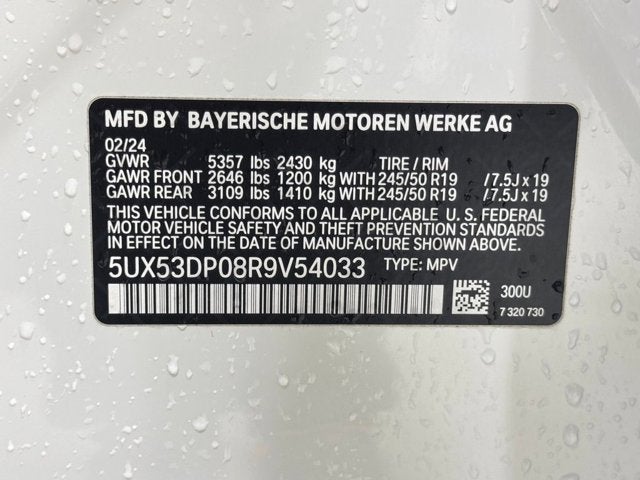 MFD BY BAYERISCHE MOTOREN WERKE AG
02/24
GVWR 5357 lbs 2430 kg TIRE / RIM
GAWR FRONT 2646 lbs 1200 kg WITH 245/50 R19 /7.5J x 19
GAWR REAR 3109 lbs 1410 kg WITH 245/50 R19 /7.5J x 19
THIS VEHICLE CONFORMS TO ALL APPLICABLE U. S. FEDERAL
MOTOR VEHICLE SAFETY AND THEFT PREVENTION STANDARDS
IN EFFECT ON THE DATE OF MANUFACTURE SHOWN ABOVE.
5UX53DP08R9V54033 TYPE: MPV
300U
7 320 730